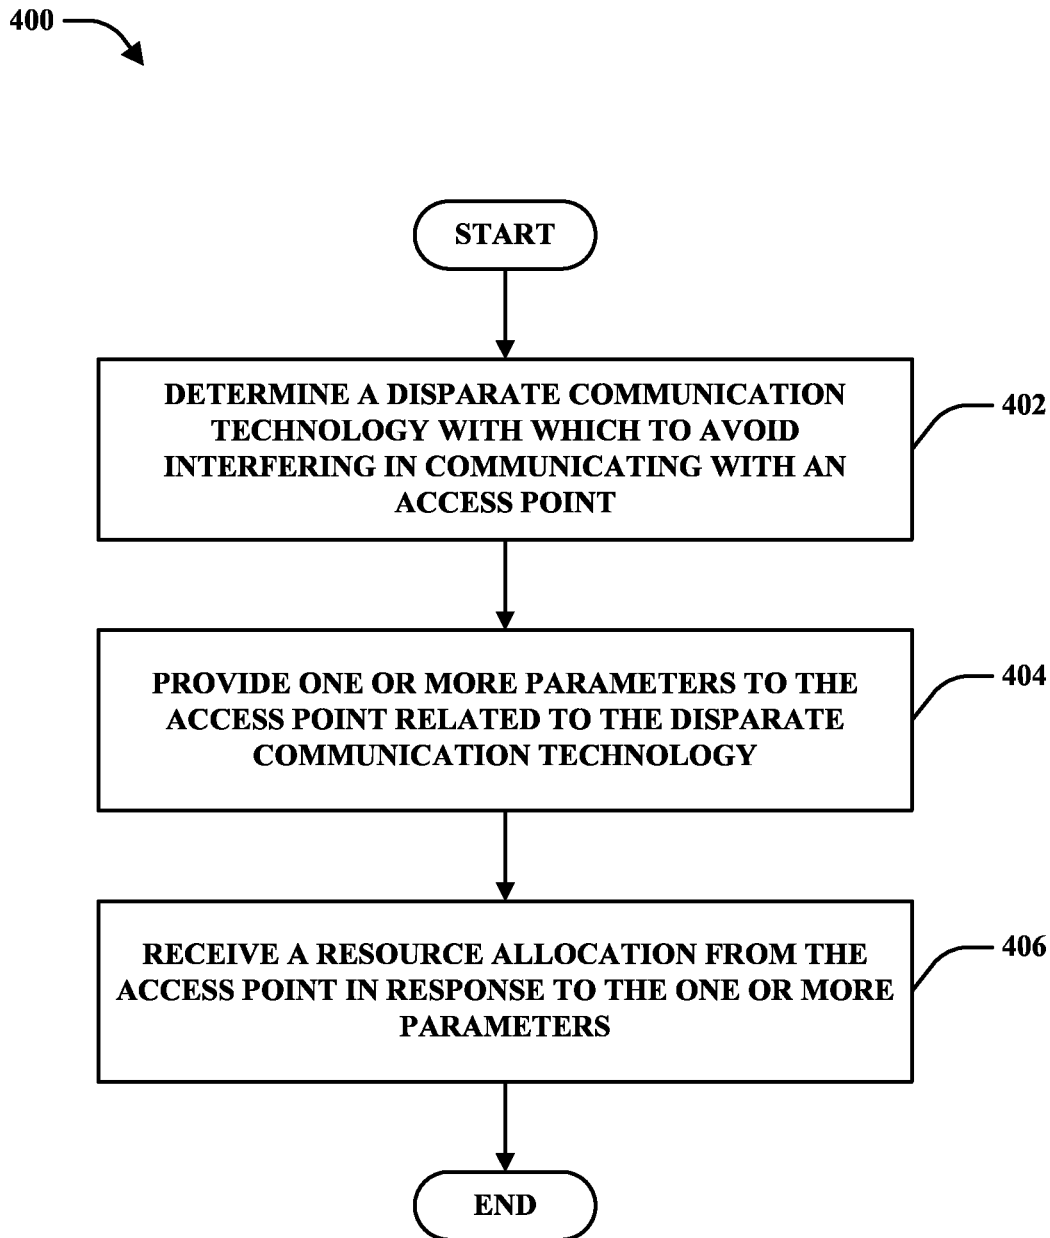 400
START
DETERMINE A DISPARATE COMMUNICATION
TECHNOLOGY WITH WHICH TO AVOID
INTERFERING IN COMMUNICATING WITH AN
ACCESS POINT
402
PROVIDE ONE OR MORE PARAMETERS TO THE
ACCESS POINT RELATED TO THE DISPARATE
COMMUNICATION TECHNOLOGY
404
RECEIVE A RESOURCE ALLOCATION FROM THE
ACCESS POINT IN RESPONSE TO THE ONE OR MORE
PARAMETERS
406
END